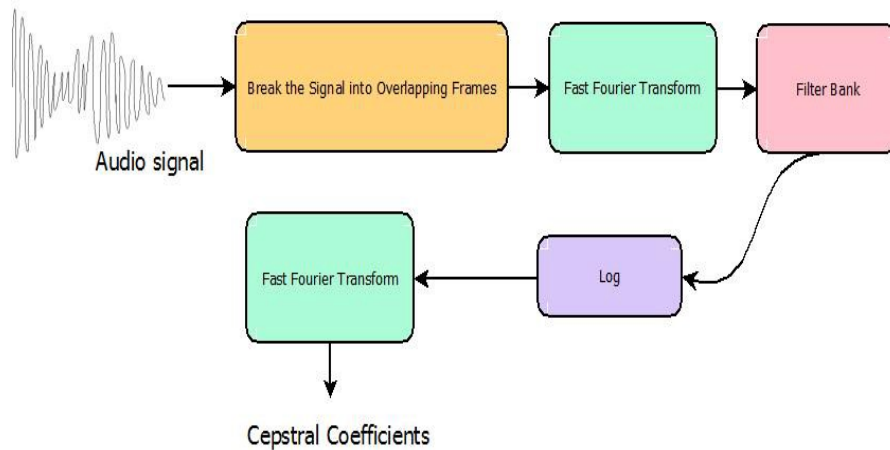 Audio signal
Break the Signal into Overlapping Frames
Fast Fourier Transform
Filter Bank
Log
Fast Fourier Transform
Cepstral Coefficients